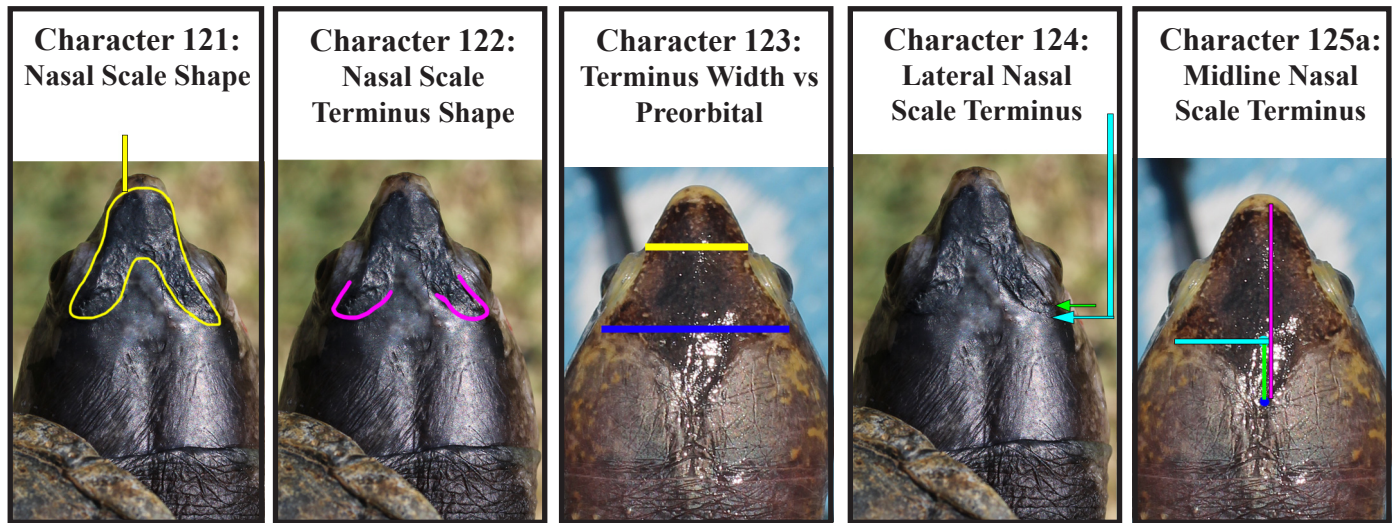 Character 121:
Nasal Scale Shape
Character 122:
Nasal Scale
Terminus Shape
Character 123:
Terminus Width vs
Preorbital
Character 124:
Lateral Nasal
Scale Terminus
Character 125a:
Midline Nasal
Scale Terminus